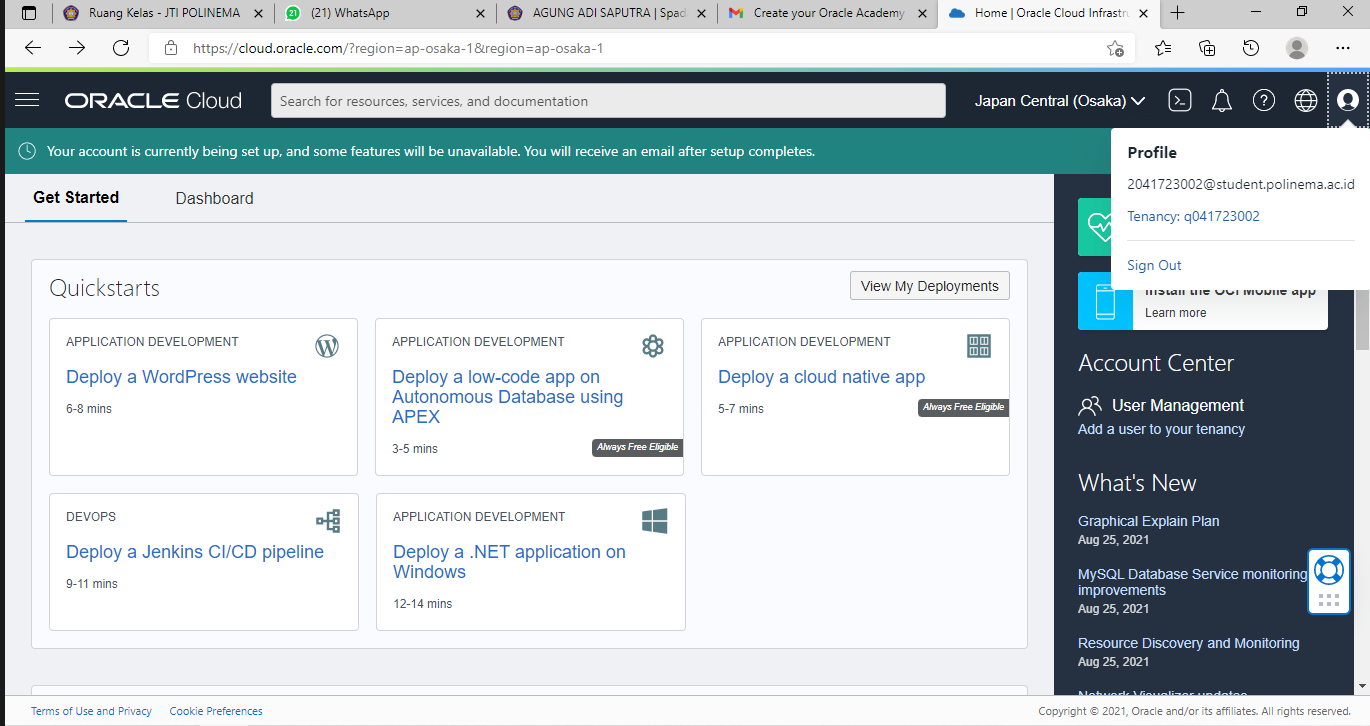 Ruang Kelas - JTI POLINEMA
(21) WhatsApp
AGUNG ADI SAPUTRA | Spad
Create your Oracle Academy
Home | Oracle Cloud Infrastru
https://cloud.oracle.com/?region=ap-osaka-1&region=ap-osaka-1
ORACLE Cloud
Search for resources, services, and documentation
Japan Central (Osaka)
Your account is currently being set up, and some features will be unavailable. You will receive an email after setup completes.
Profile
2041723002@student.polinema.ac.id
Tenancy: q041723002
Sign Out
Get Started
Dashboard
Quickstarts
View My Deployments
APPLICATION DEVELOPMENT
Deploy a WordPress website
6-8 mins
APPLICATION DEVELOPMENT
Deploy a low-code app on
Autonomous Database using
APEX
3-5 mins
Always Free Eligible
APPLICATION DEVELOPMENT
Deploy a cloud native app
5-7 mins
Always Free Eligible
DEVOPS
Deploy a Jenkins CI/CD pipeline
9-11 mins
APPLICATION DEVELOPMENT
Deploy a .NET application on
Windows
12-14 mins
Install the OCI Mobile app
Learn more
Account Center
User Management
Add a user to your tenancy
What's New
Graphical Explain Plan
Aug 25, 2021
MySQL Database Service monitoring
improvements
Aug 25, 2021
Resource Discovery and Monitoring
Aug 25, 2021
Network Visualizer updates
Terms of Use and Privacy
Cookie Preferences
Copyright © 2021, Oracle and/or its affiliates. All rights reserved.